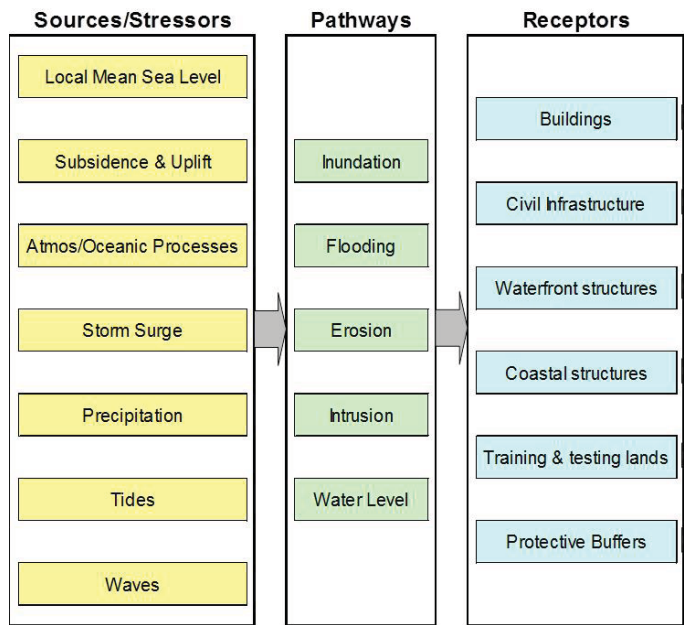 Sources/Stressors
Local Mean Sea Level
Subsidence & Uplift
Atmos/Oceanic Processes
Storm Surge
Precipitation
Tides
Waves
Pathways
Inundation
Flooding
Erosion
Intrusion
Water Level
Receptors
Buildings
Civil Infrastructure
Waterfront structures
Coastal structures
Training & testing lands
Protective Buffers